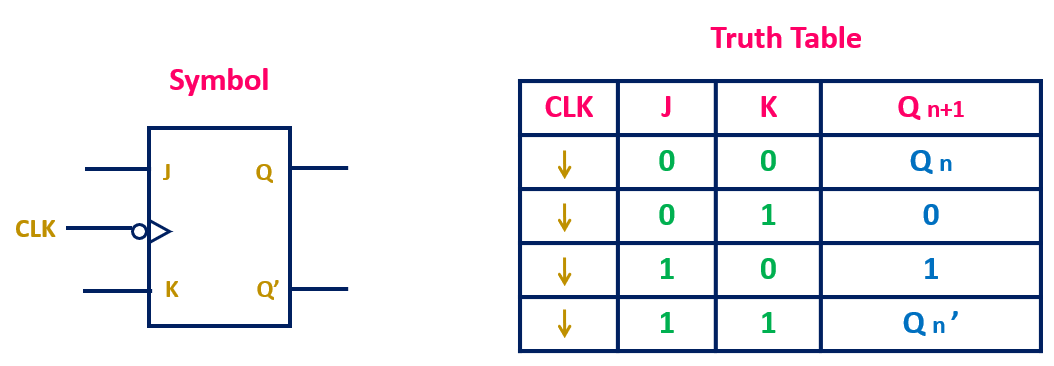 Symbol
J Q
CLK
K Q’
Truth Table
CLK J K Q n+1
↓ 0 0 Q n
↓ 0 1 0
↓ 1 0 1
↓ 1 1 Q n ’